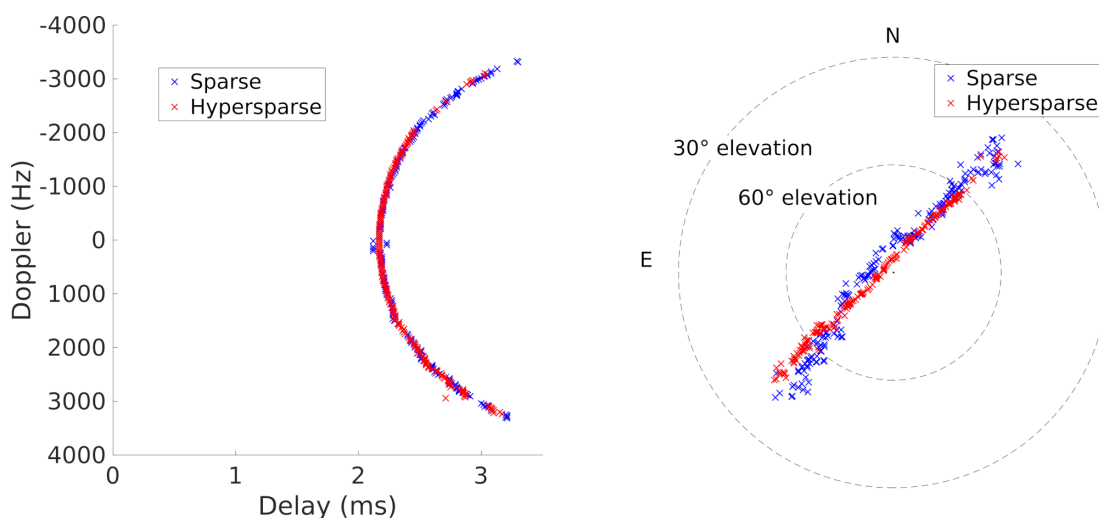 -4000
-3000
-2000
-1000
0
1000
2000
3000
4000
Doppler (Hz)
Sparse
Hypersparse
0
1
2
3
Delay (ms)
N
Sparse
Hypersparse
30° elevation
60° elevation
E